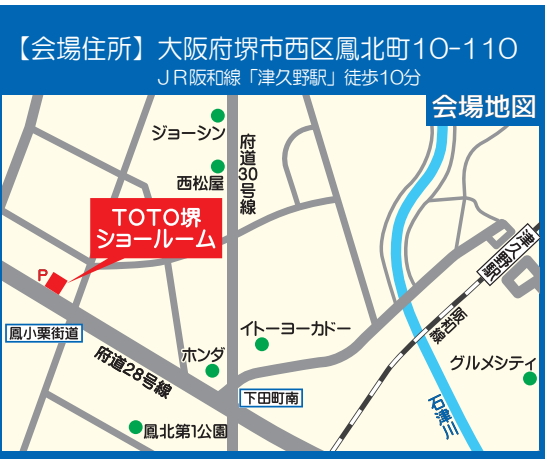 【会場住所】大阪府堺市西区鳳北町10-110
JR阪和線「津久野駅」徒歩10分
会場地図
ジョーシン
府道30号線
西松屋
TOTO堺
ショールーム
津久野駅
P
鳳小栗街道
イトーヨーカドー
阪和線
府道28号線
ホンダ
グルメシティ
下田町南
石津川
鳳北第1公園